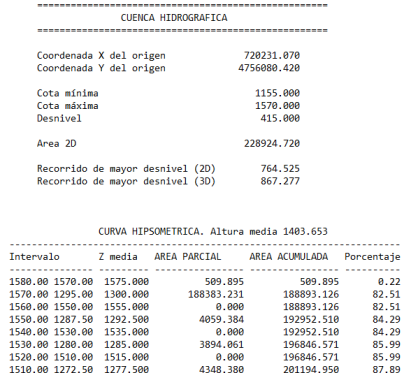 ==================================================
CUENCA HIDROGRAFICA
==================================================
Coordenada X del origen 720231.070
Coordenada Y del origen 4756080.420
Cota mínima 1155.000
Cota máxima 1570.000
Desnivel 415.000
Area 2D 228924.720
Recorrido de mayor desnivel (2D) 764.525
Recorrido de mayor desnivel (3D) 867.277
CURVA HIPSOMETRICA. Altura media 1403.653
Intervalo Z media AREA PARCIAL AREA ACUMULADA Porcentaje
1580.00 1570.00 1575.000 509.895 509.895 0.22
1570.00 1295.00 1300.000 188383.231 188893.126 82.51
1560.00 1550.00 1555.000 0.000 188893.126 82.51
1550.00 1287.50 1292.500 4059.384 192952.510 84.29
1540.00 1530.00 1535.000 0.000 192952.510 84.29
1530.00 1280.00 1285.000 3894.061 196846.571 85.99
1520.00 1510.00 1515.000 0.000 196846.571 85.99
1510.00 1272.50 1277.500 4348.380 201194.950 87.89